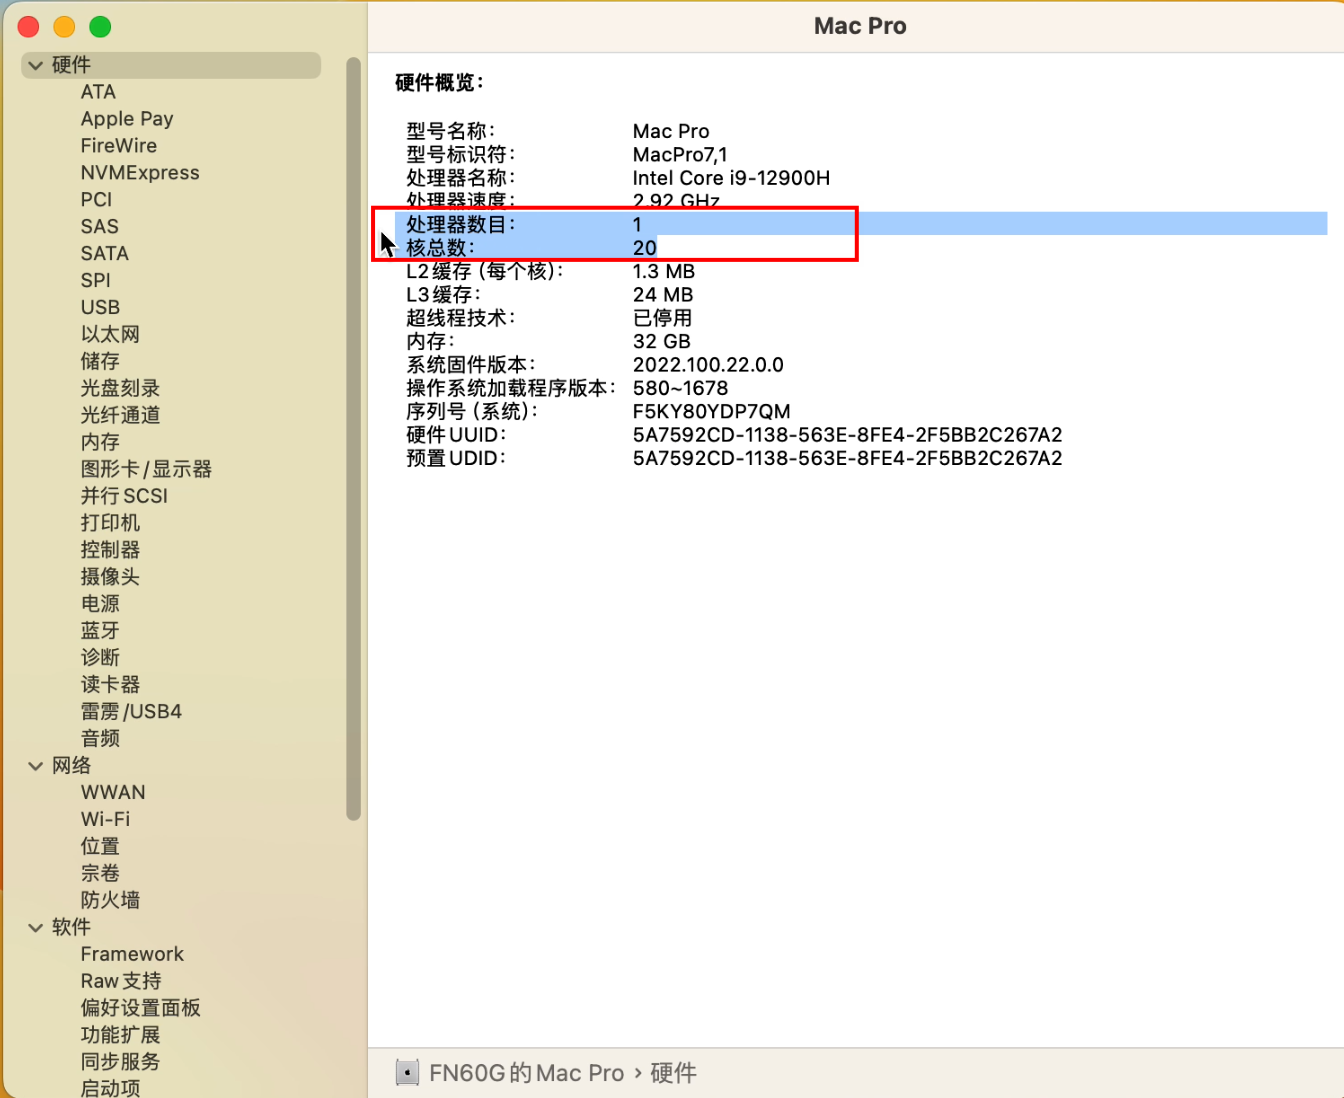 Mac Pro
硬件
ATA
Apple Pay
FireWire
NVMExpress
PCI
SAS
SATA
SPI
USB
以太网
储存
光盘刻录
光纤通道
内存
图形卡/显示器
并行SCSI
打印机
控制器
摄像头
电源
蓝牙
诊断
读卡器
雷雳/USB4
音频
网络
WWAN
Wi-Fi
位置
宗卷
防火墙
软件
Framework
Raw支持
偏好设置面板
功能扩展
同步服务
启动项
硬件概览：
型号名称： Mac Pro
型号标识符： MacPro7,1
处理器名称： Intel Core i9-12900H
处理器速度： 2.92 GHz
处理器数目： 1
核总数： 20
L2缓存（每个核）： 1.3 MB
L3缓存： 24 MB
超线程技术： 已停用
内存： 32 GB
系统固件版本： 2022.100.22.0.0
操作系统加载程序版本： 580~1678
序列号（系统）： F5KY80YDP7QM
硬件UUID： 5A7592CD-1138-563E-8FE4-2F5BB2C267A2
预置UDID： 5A7592CD-1138-563E-8FE4-2F5BB2C267A2
FN60G的Mac Pro › 硬件